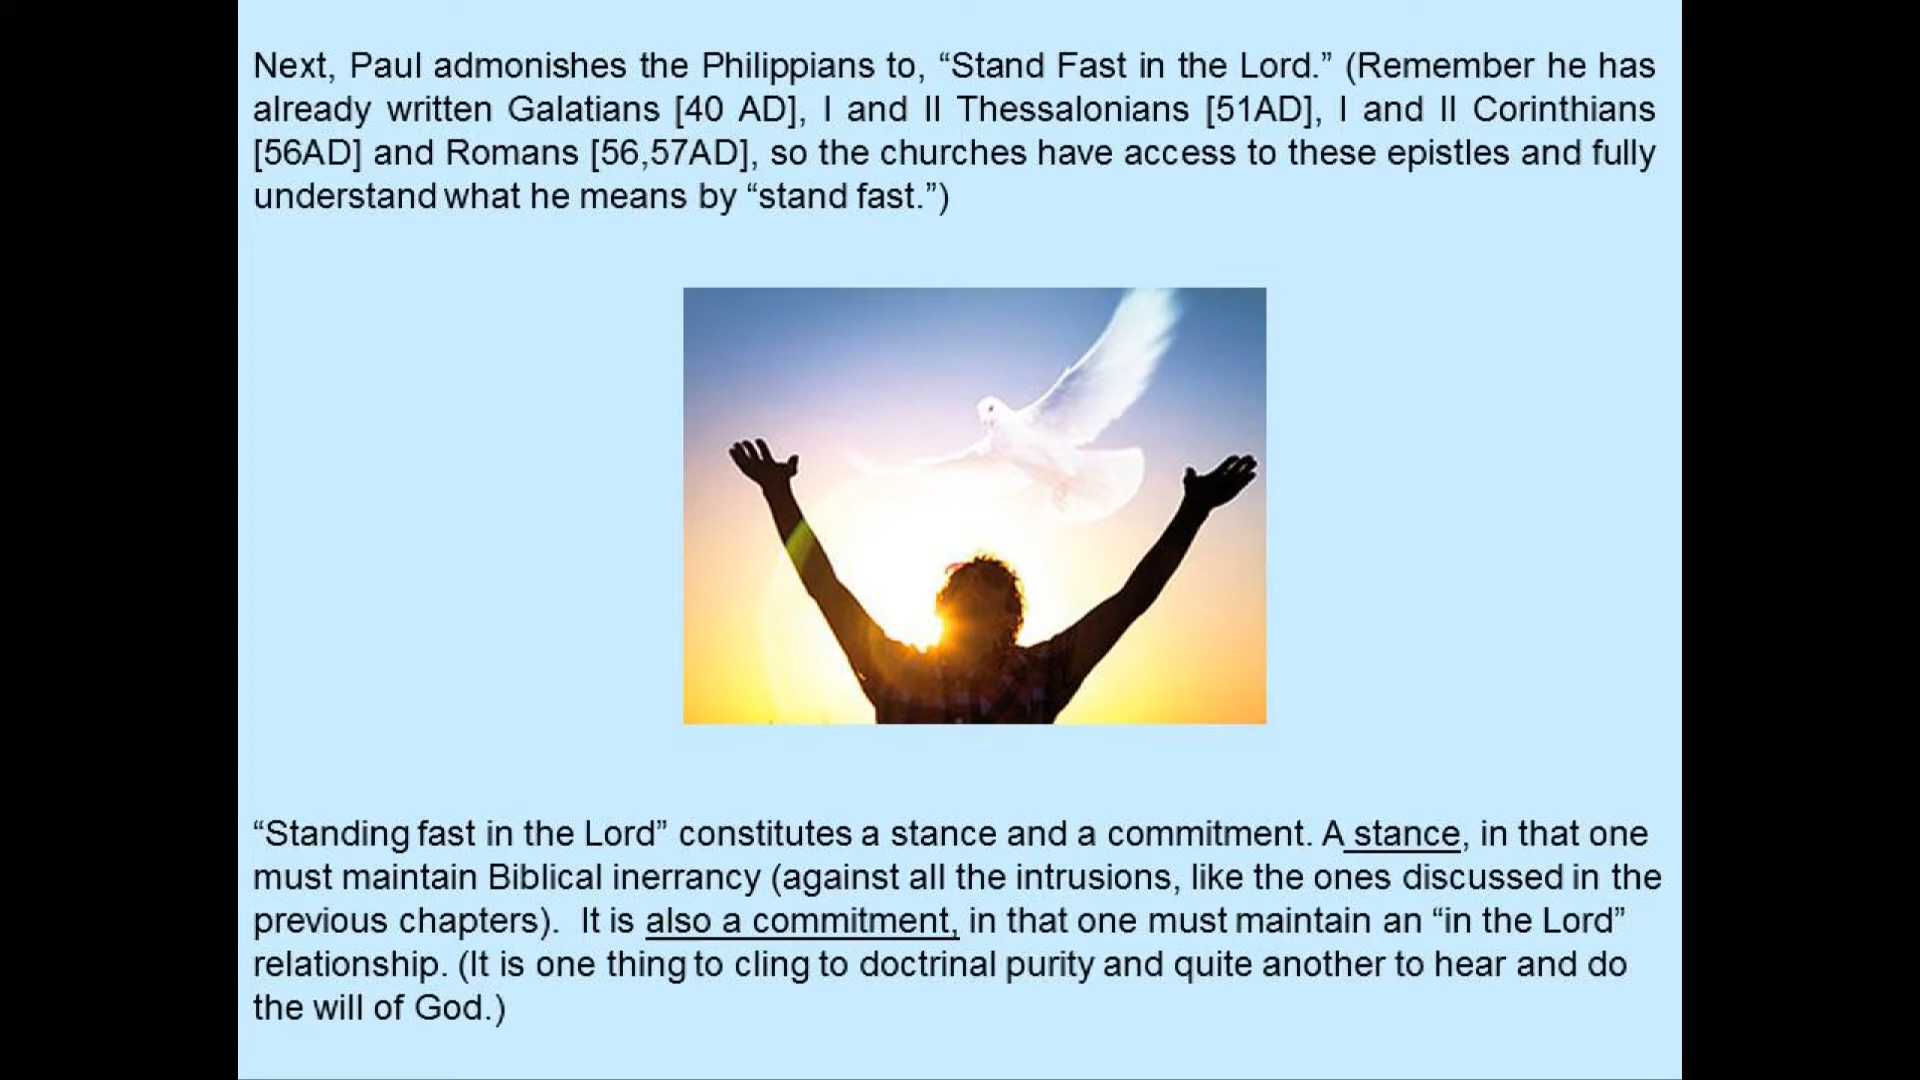 Next, Paul admonishes the Philippians to, “Stand Fast in the Lord.” (Remember he has
already written Galatians [40 AD], I and II Thessalonians [51AD], I and II Corinthians
[56AD] and Romans [56,57AD], so the churches have access to these epistles and fully
understand what he means by “stand fast.”)
“Standing fast in the Lord” constitutes a stance and a commitment. A stance, in that one
must maintain Biblical inerrancy (against all the intrusions, like the ones discussed in the
previous chapters). It is also a commitment, in that one must maintain an “in the Lord”
relationship. (It is one thing to cling to doctrinal purity and quite another to hear and do
the will of God.)